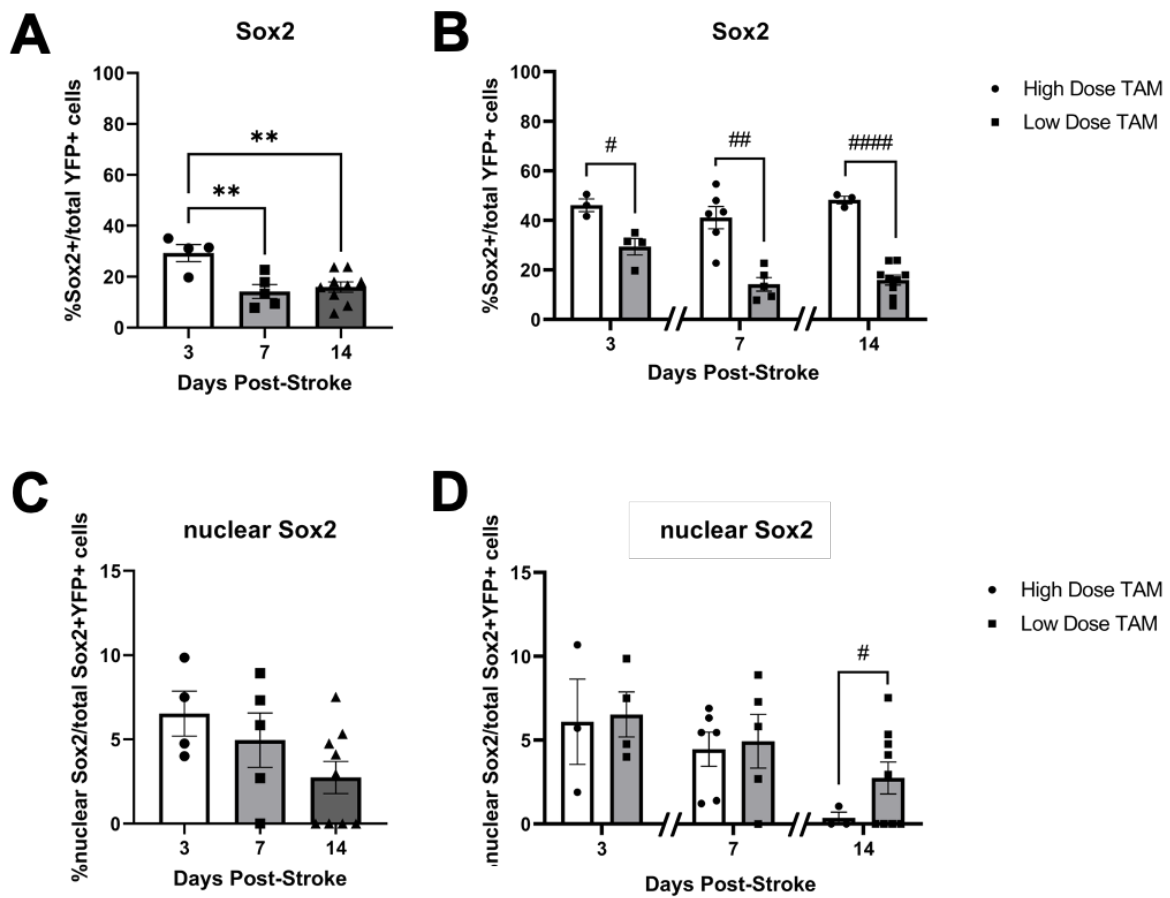 A
Sox2
%Sox2+/total YFP+ cells
100
80
60
40
20
0
**
**
3 7 14
Days Post-Stroke
B
Sox2
%Sox2+/total YFP+ cells
100
80
60
40
20
0
#
##
####
3 7 14
Days Post-Stroke
High Dose TAM
Low Dose TAM
C
nuclear Sox2
%nuclear Sox2/total Sox2+YFP+ cells
15
10
5
0
3 7 14
Days Post-Stroke
D
nuclear Sox2
nuclear Sox2/total Sox2+YFP+ cells
15
10
5
0
#
3 7 14
Days Post-Stroke
High Dose TAM
Low Dose TAM